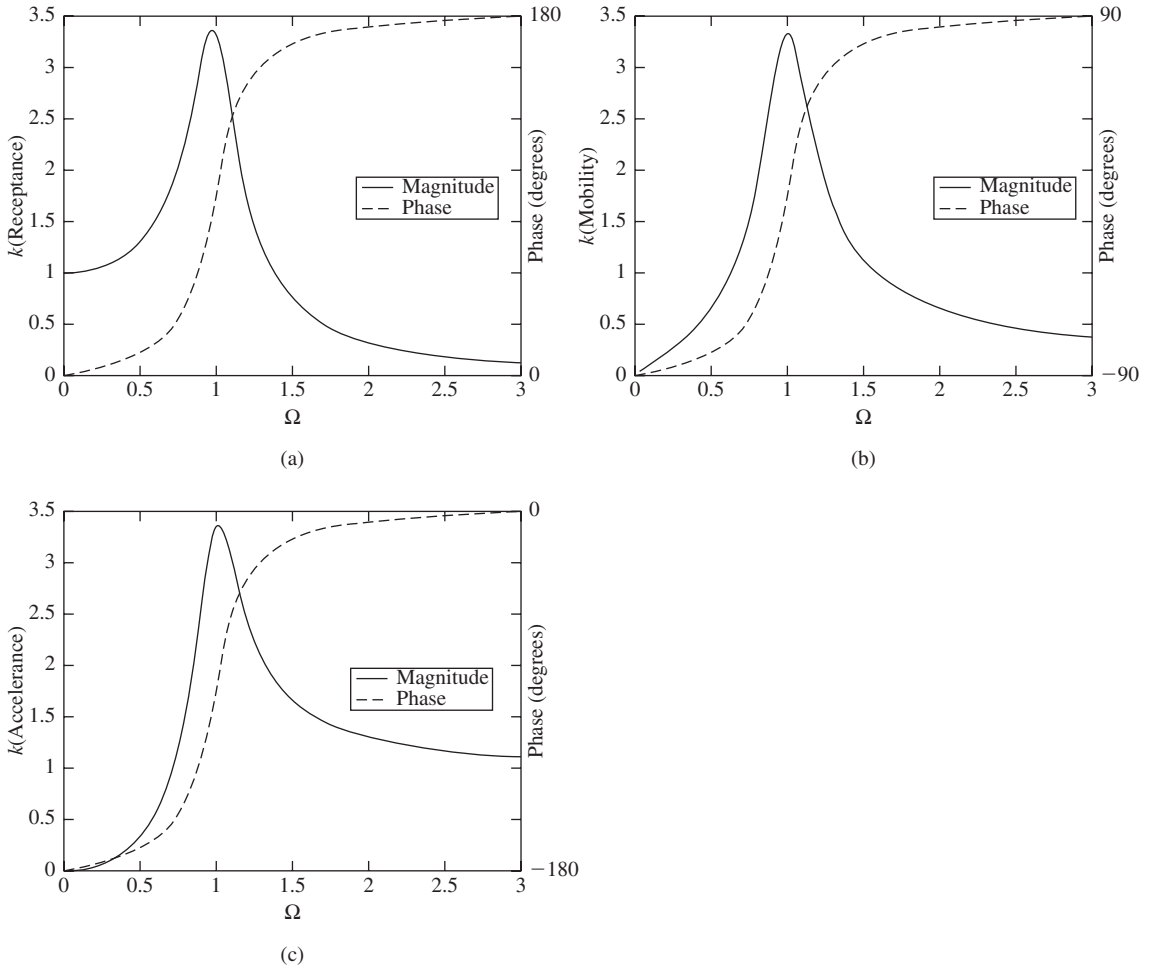 3.5
3
2.5
2
1.5
1
0.5
0
k(Receptance)
180
0
Phase (degrees)
Magnitude
Phase
0 0.5 1 1.5 2 2.5 3
Ω
(a)
3.5
3
2.5
2
1.5
1
0.5
0
k(Mobility)
90
−90
Phase (degrees)
Magnitude
Phase
0 0.5 1 1.5 2 2.5 3
Ω
(b)
3.5
3
2.5
2
1.5
1
0.5
0
k(Accelerance)
0
−180
Phase (degrees)
Magnitude
Phase
0 0.5 1 1.5 2 2.5 3
Ω
(c)